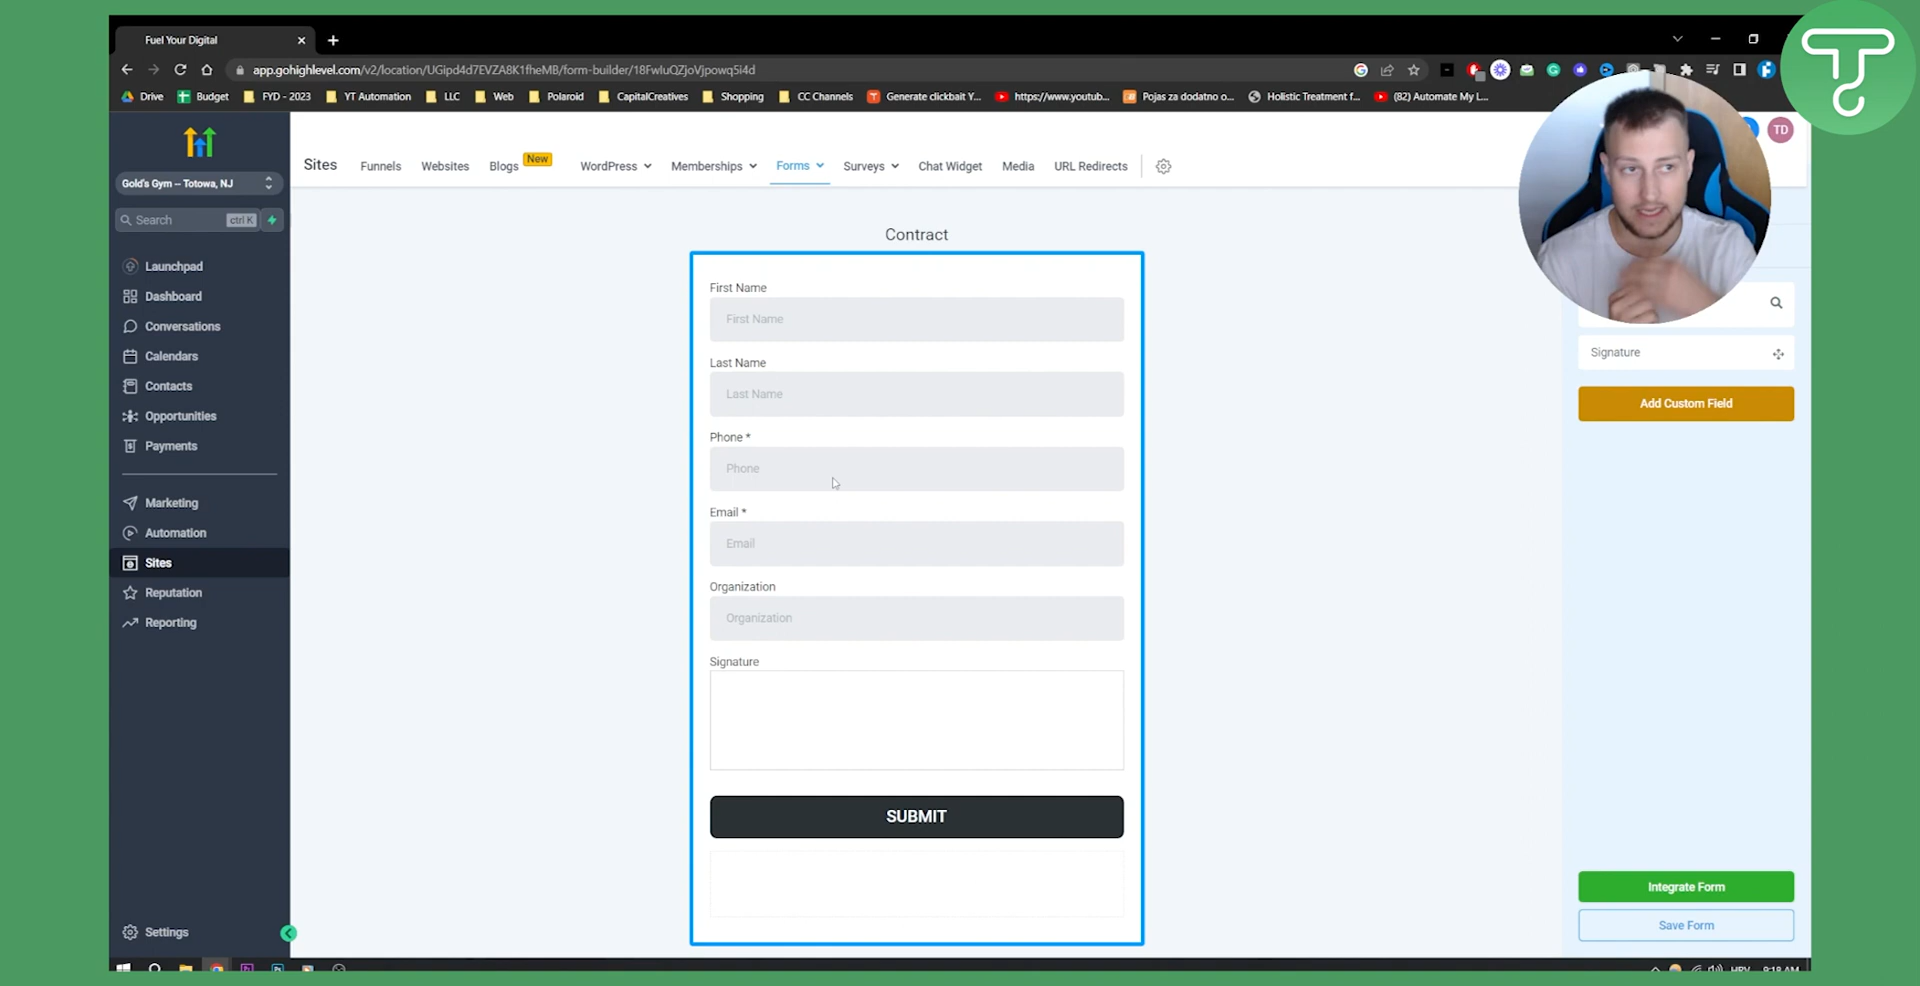 Fuel Your Digital
app.gohighlevel.com/v2/location/UGipd4d7EVZA8K1fheMB/form-builder/18FwIuQZjoVjpowq5i4d
Drive Budget FYD - 2023 YT Automation LLC Web Polaroid CapitalCreatives Shopping CC Channels Generate clickbait Y... https://www.youtub... Pojas za dodatno o... Holistic Treatment f... (82) Automate My L...
TD
Gold's Gym – Totowa, NJ
Search ctrl K
Launchpad
Dashboard
Conversations
Calendars
Contacts
Opportunities
Payments
Marketing
Automation
Sites
Reputation
Reporting
Settings
Sites Funnels Websites Blogs New WordPress Memberships Forms Surveys Chat Widget Media URL Redirects
Contract
First Name
First Name
Last Name
Last Name
Phone *
Phone
Email *
Email
Organization
Organization
Signature
SUBMIT
Signature
Add Custom Field
Integrate Form
Save Form
HRV 9:18 AM